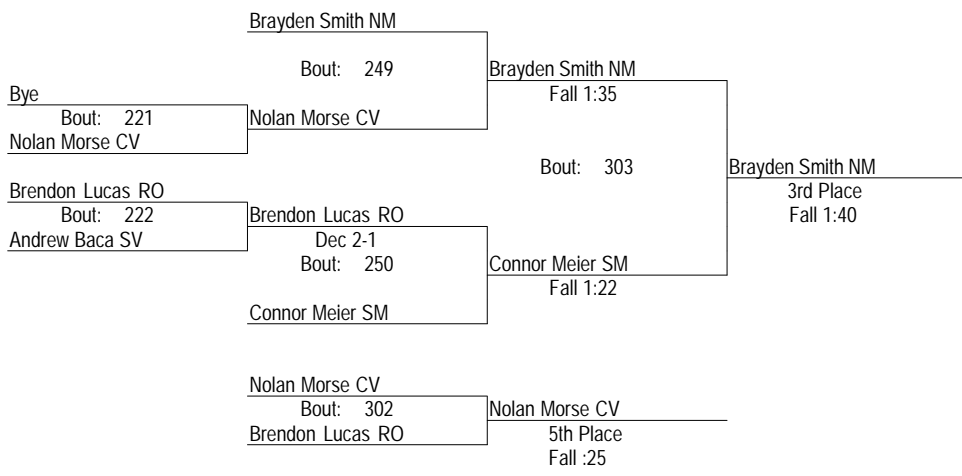 Brayden Smith NM
Bout: 249
Brayden Smith NM
Fall 1:35
Bye
Bout: 221
Nolan Morse CV
Nolan Morse CV
Bout: 303
Brayden Smith NM
3rd Place
Fall 1:40
Brendon Lucas RO
Bout: 222
Andrew Baca SV
Brendon Lucas RO
Dec 2-1
Bout: 250
Connor Meier SM
Fall 1:22
Connor Meier SM
Nolan Morse CV
Bout: 302
Brendon Lucas RO
Nolan Morse CV
5th Place
Fall :25